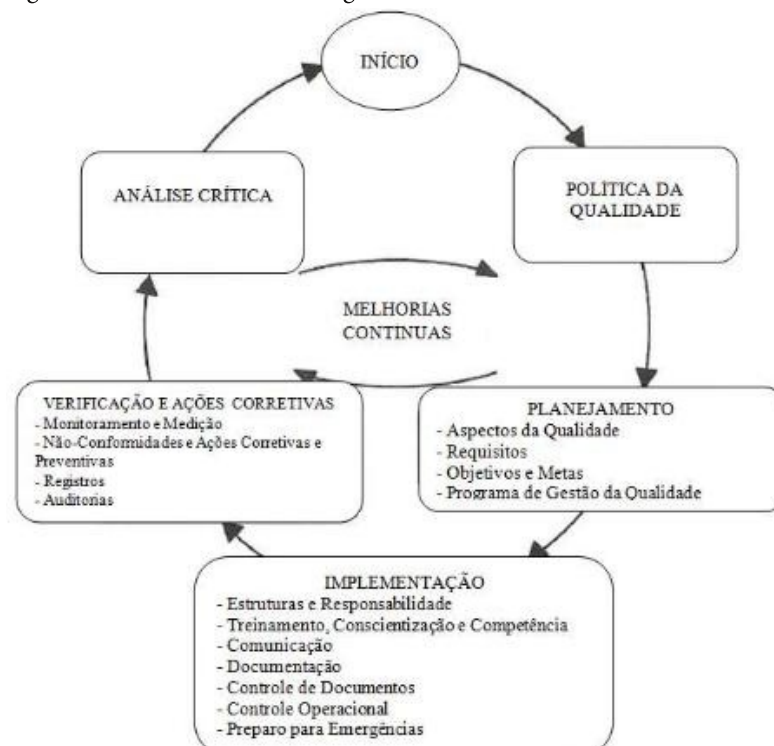 INÍCIO
POLÍTICA DA
QUALIDADE
ANÁLISE CRÍTICA
MELHORIAS
CONTINUAS
VERIFICAÇÃO E AÇÕES CORRETIVAS
- Monitoramento e Medição
- Não-Conformidades e Ações Corretivas e
Preventivas
- Registros
- Auditorias
PLANEJAMENTO
- Aspectos da Qualidade
- Requisitos
- Objetivos e Metas
- Programa de Gestão da Qualidade
IMPLEMENTAÇÃO
- Estruturas e Responsabilidade
- Treinamento, Conscientização e Competência
- Comunicação
- Documentação
- Controle de Documentos
- Controle Operacional
- Preparo para Emergências